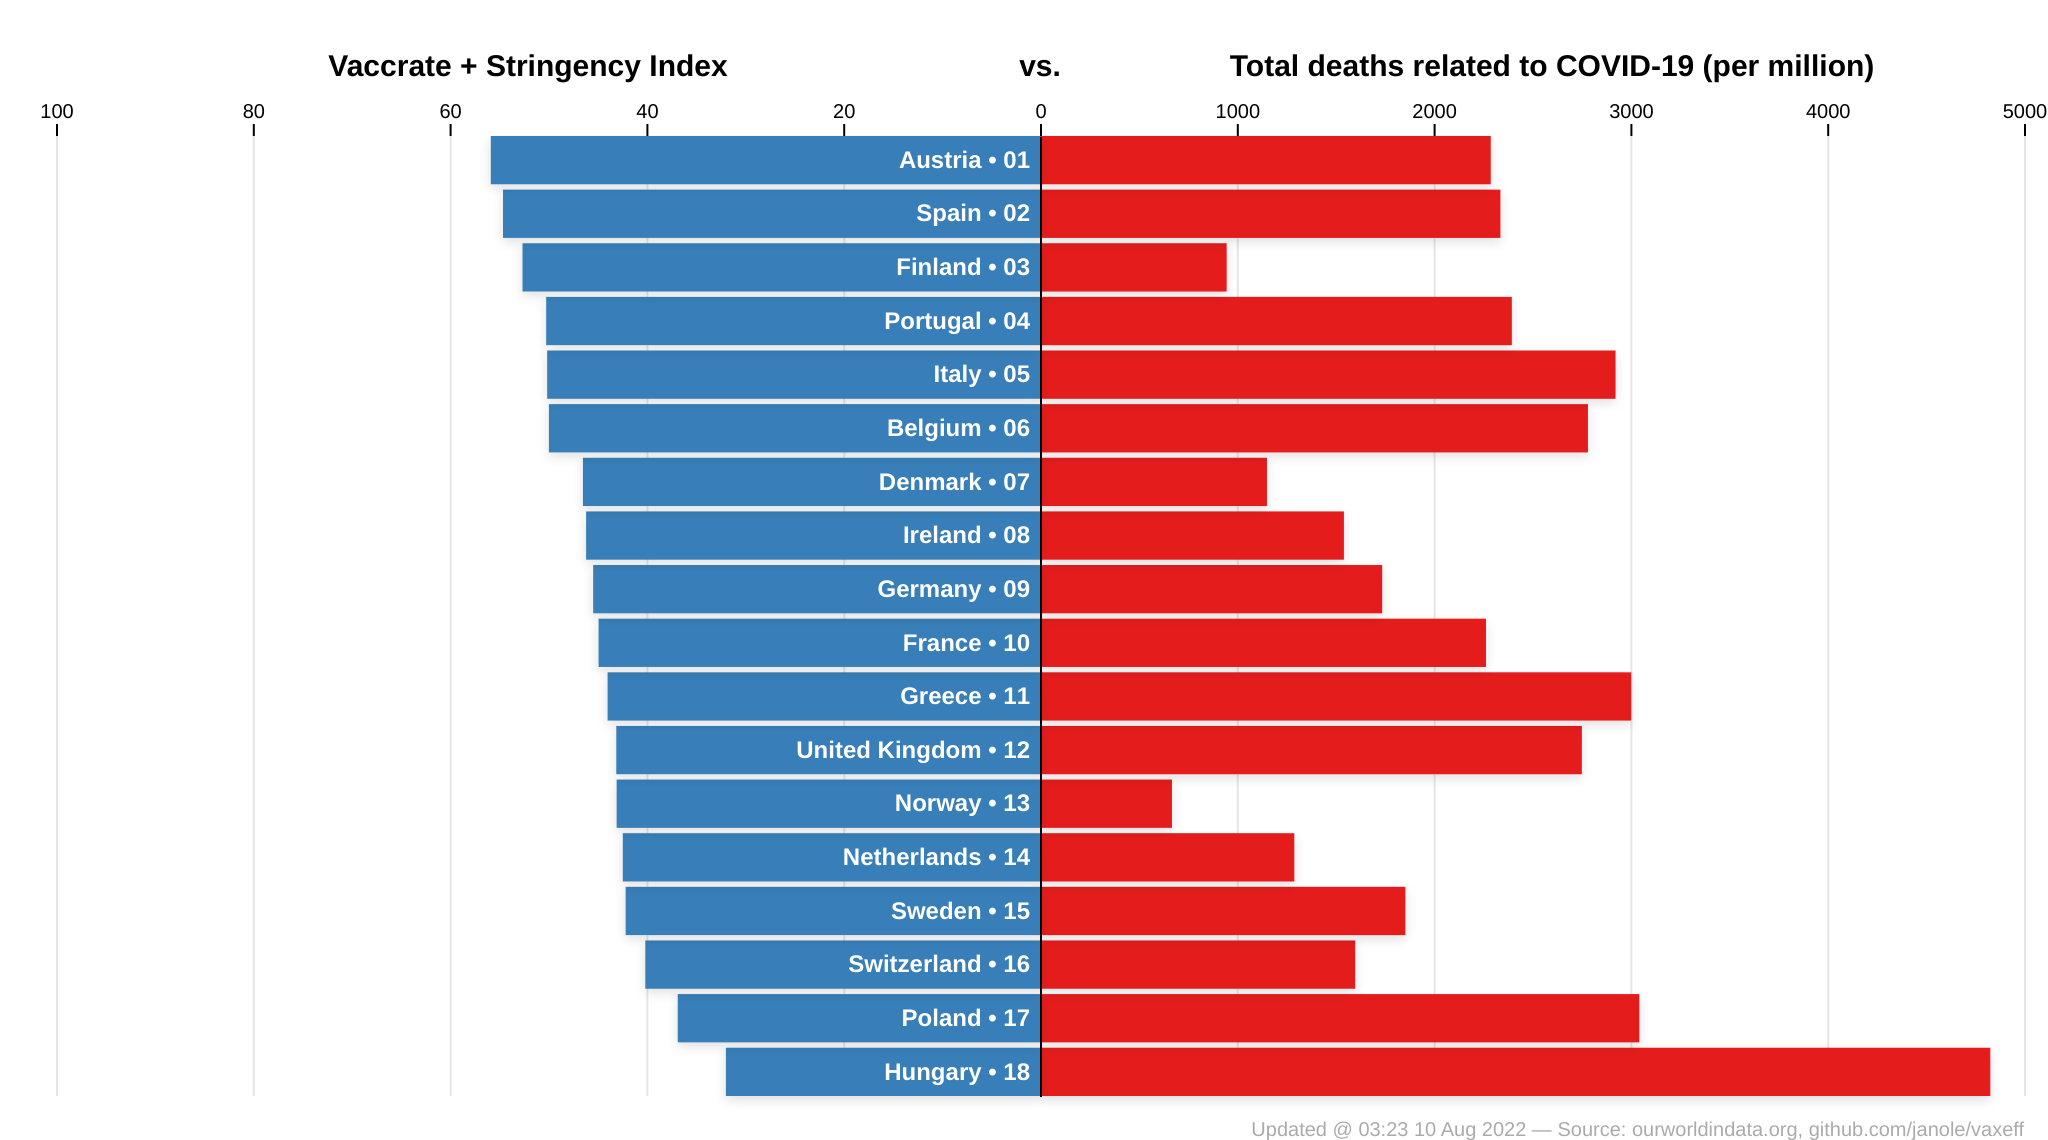 Vaccrate + Stringency Index vs. Total deaths related to COVID-19 (per million)
100 80 60 40 20 0 1000 2000 3000 4000 5000
Austria • 01
Spain • 02
Finland • 03
Portugal • 04
Italy • 05
Belgium • 06
Denmark • 07
Ireland • 08
Germany • 09
France • 10
Greece • 11
United Kingdom • 12
Norway • 13
Netherlands • 14
Sweden • 15
Switzerland • 16
Poland • 17
Hungary • 18
Updated @ 03:23 10 Aug 2022 — Source: ourworldindata.org, github.com/janole/vaxeff